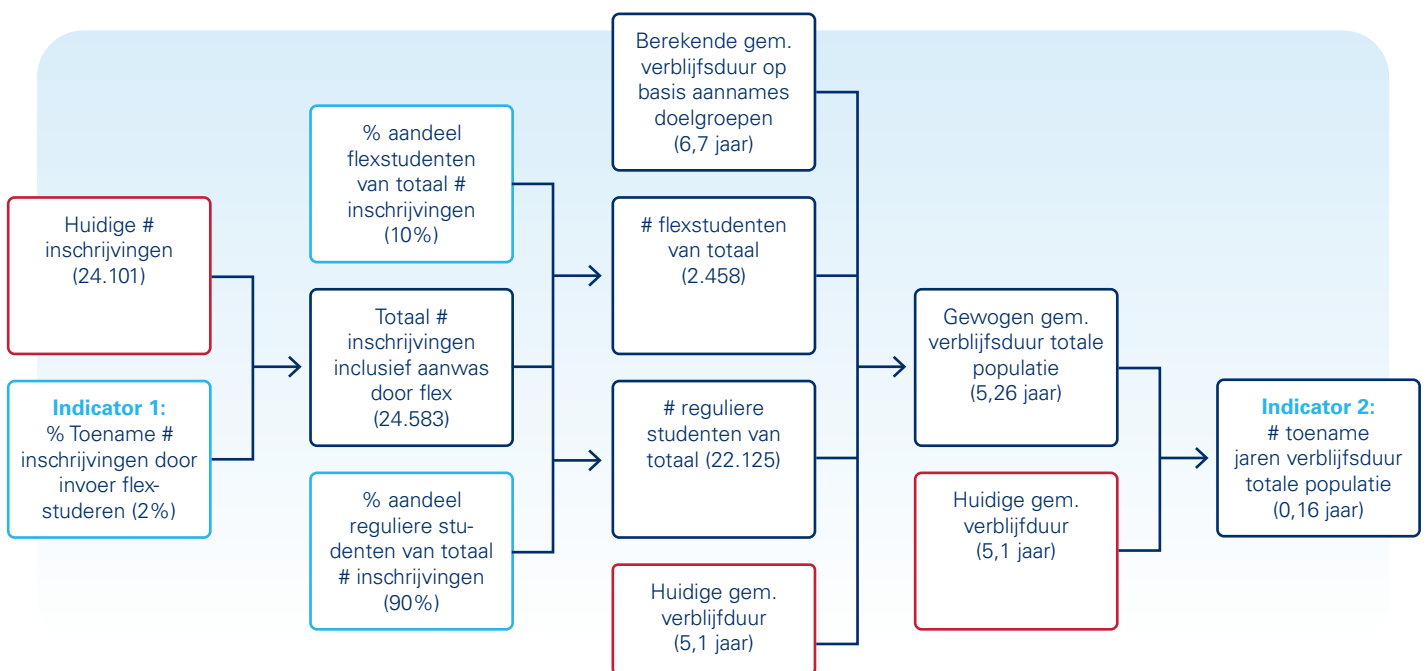 Huidige #
inschrijvingen
(24.101)
Indicator 1:
% Toename #
inschrijvingen door
invoer flex-
studeren (2%)
% aandeel
flexstudenten
van totaal #
inschrijvingen
(10%)
Totaal #
inschrijvingen
inclusief aanwas
door flex
(24.583)
% aandeel
reguliere stu-
denten van totaal
# inschrijvingen
(90%)
Berekende gem.
verblijfsduur op
basis aannames
doelgroepen
(6,7 jaar)
# flexstudenten
van totaal
(2.458)
# reguliere
studenten van
totaal (22.125)
Huidige gem.
verblijfduur
(5,1 jaar)
Gewogen gem.
verblijfsduur totale
populatie
(5,26 jaar)
Huidige gem.
verblijfduur
(5,1 jaar)
Indicator 2:
# toename
jaren verblijfsduur
totale populatie
(0,16 jaar)